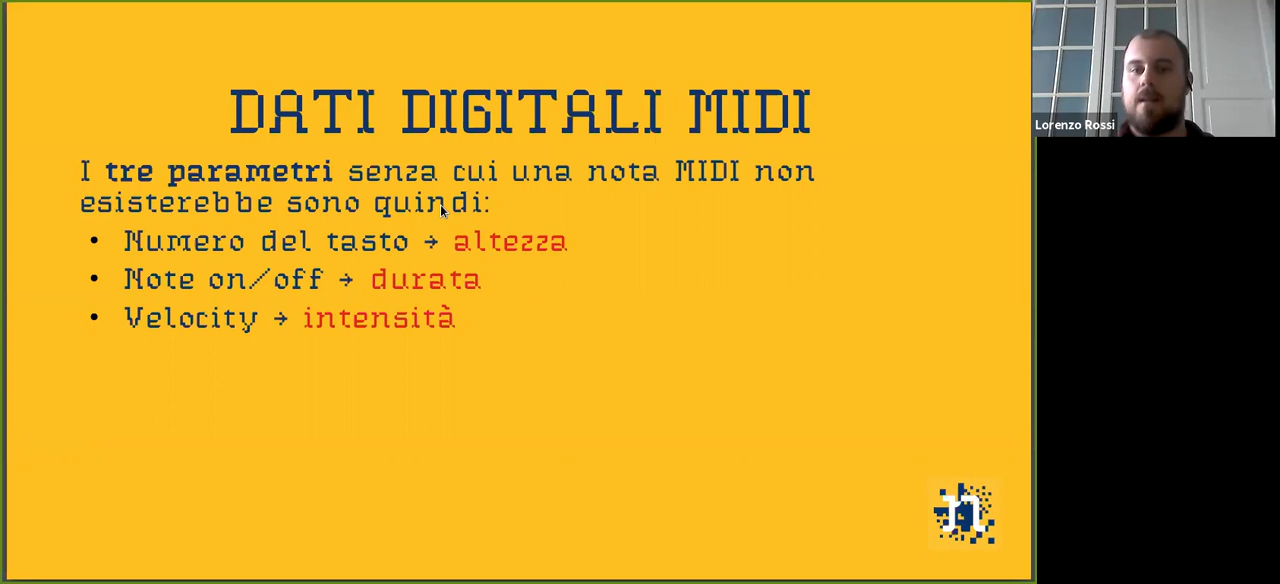 DATI DIGITALI MIDI
I tre parametri senza cui una nota MIDI non
esisterebbe sono quindi:
• Numero del tasto → altezza
• Note on/off → durata
• Velocity → intensità
n
Lorenzo Rossi